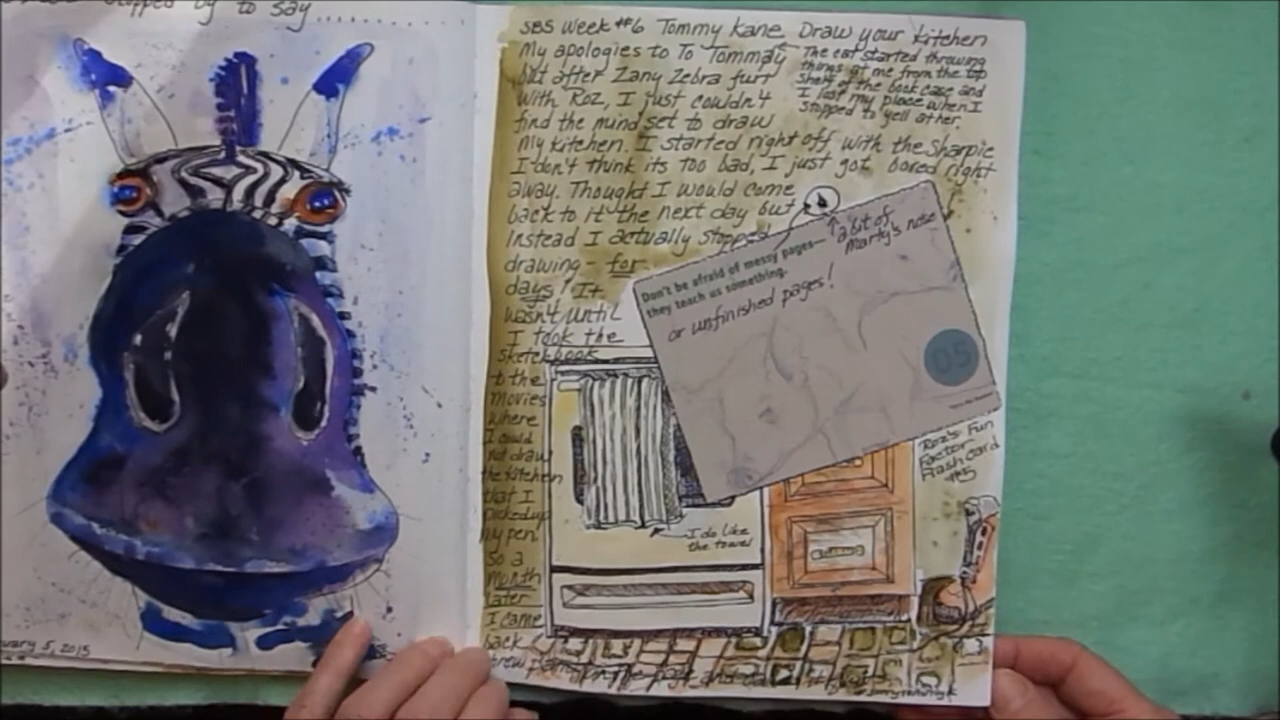 stopped by to say........
uary 5, 2015
SBS Week #6 Tommy Kane Draw your kitchen
My apologies to To Tommay
but after Zany Zebra fun
with Roz, I just couldn't
find the mind set to draw
my kitchen. I started right off with the Sharpie
I don't think its too bad, I just got bored right
away. Thought I would come
back to it the next day but
instead I actually stopped
drawing - for
days! It
wasn't until
I took the
sketchbook
to the
movies
where
I could
not draw
the kitchen
that I
picked up
my pen
so a
month
later
I came
back
The cat started throwing
things at me from the top
shelf of the book case and
I lost my place when I
stopped to yell at her.
a bit of
Marty's nose
Don't be afraid of messy pages—
they teach us something.
or unfinished pages!
05
Roz's Fun
Factor
Flash card
#5
I do like
the towel